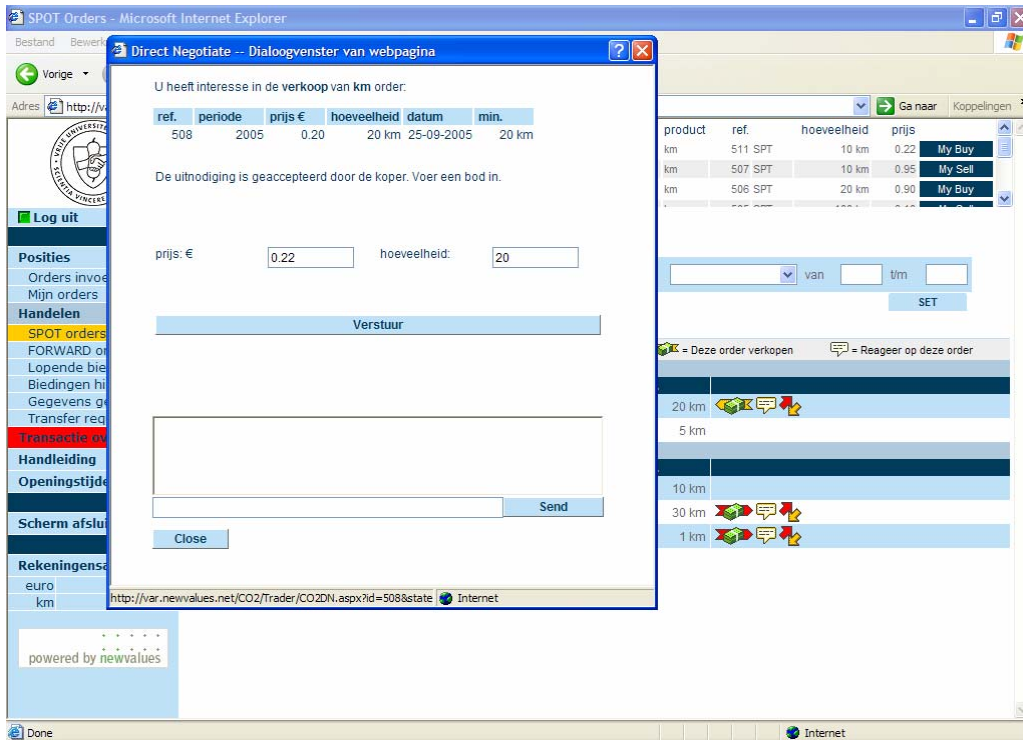 SPOT Orders - Microsoft Internet Explorer
Bestand Bewerk
Vorige
Adres http://v
Ga naar Koppelingen
Direct Negotiate -- Dialoogvenster van webpagina
U heeft interesse in de verkoop van km order:
ref. periode prijs € hoeveelheid datum min.
508 2005 0.20 20 km 25-09-2005 20 km
De uitnodiging is geaccepteerd door de koper. Voer een bod in.
prijs: € 0.22 hoeveelheid: 20
Verstuur
Send
Close
http://var.newvalues.net/CO2/Trader/CO2DN.aspx?id=508&state Internet
Log uit
Posities
Orders invoe
Mijn orders
Handelen
SPOT orders
FORWARD or
Lopende bie
Biedingen hi
Gegevens ge
Transfer req
Transactie ov
Handleiding
Openingstijde
Scherm afslui
Rekeningensa
euro
km
powered by newvalues
product ref. hoeveelheid prijs
km 511 SPT 10 km 0.22 My Buy
km 507 SPT 10 km 0.95 My Sell
km 506 SPT 20 km 0.90 My Buy
van t/m
SET
= Deze order verkopen = Reageer op deze order
20 km
5 km
10 km
30 km
1 km
Done Internet